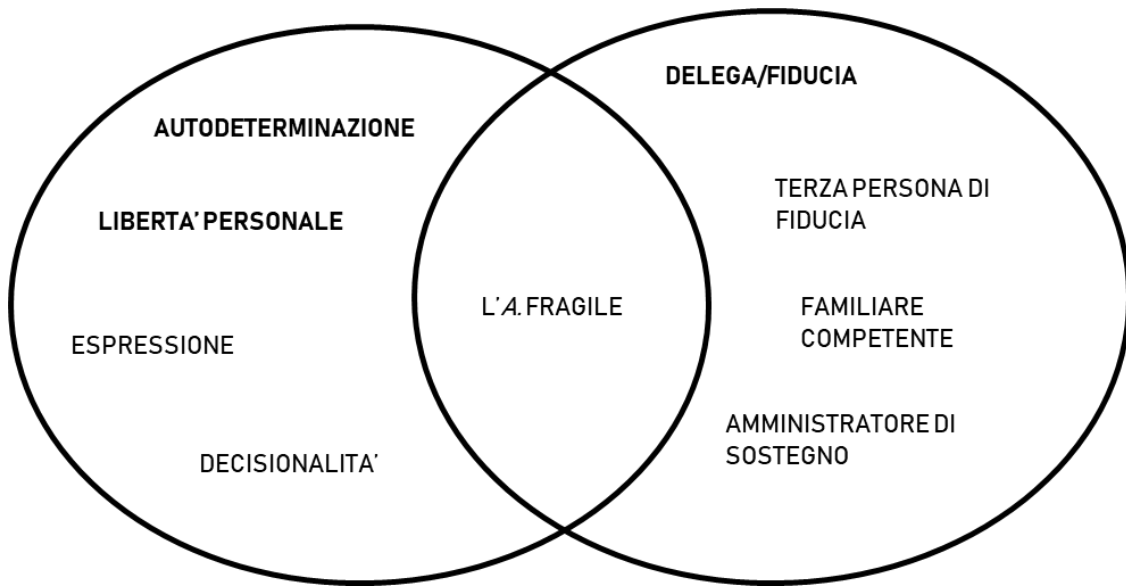 AUTODETERMINAZIONE
LIBERTA’ PERSONALE
ESPRESSIONE
DECISIONALITA’
L’A. FRAGILE
DELEGA/FIDUCIA
TERZA PERSONA DI
FIDUCIA
FAMILIARE
COMPETENTE
AMMINISTRATORE DI
SOSTEGNO